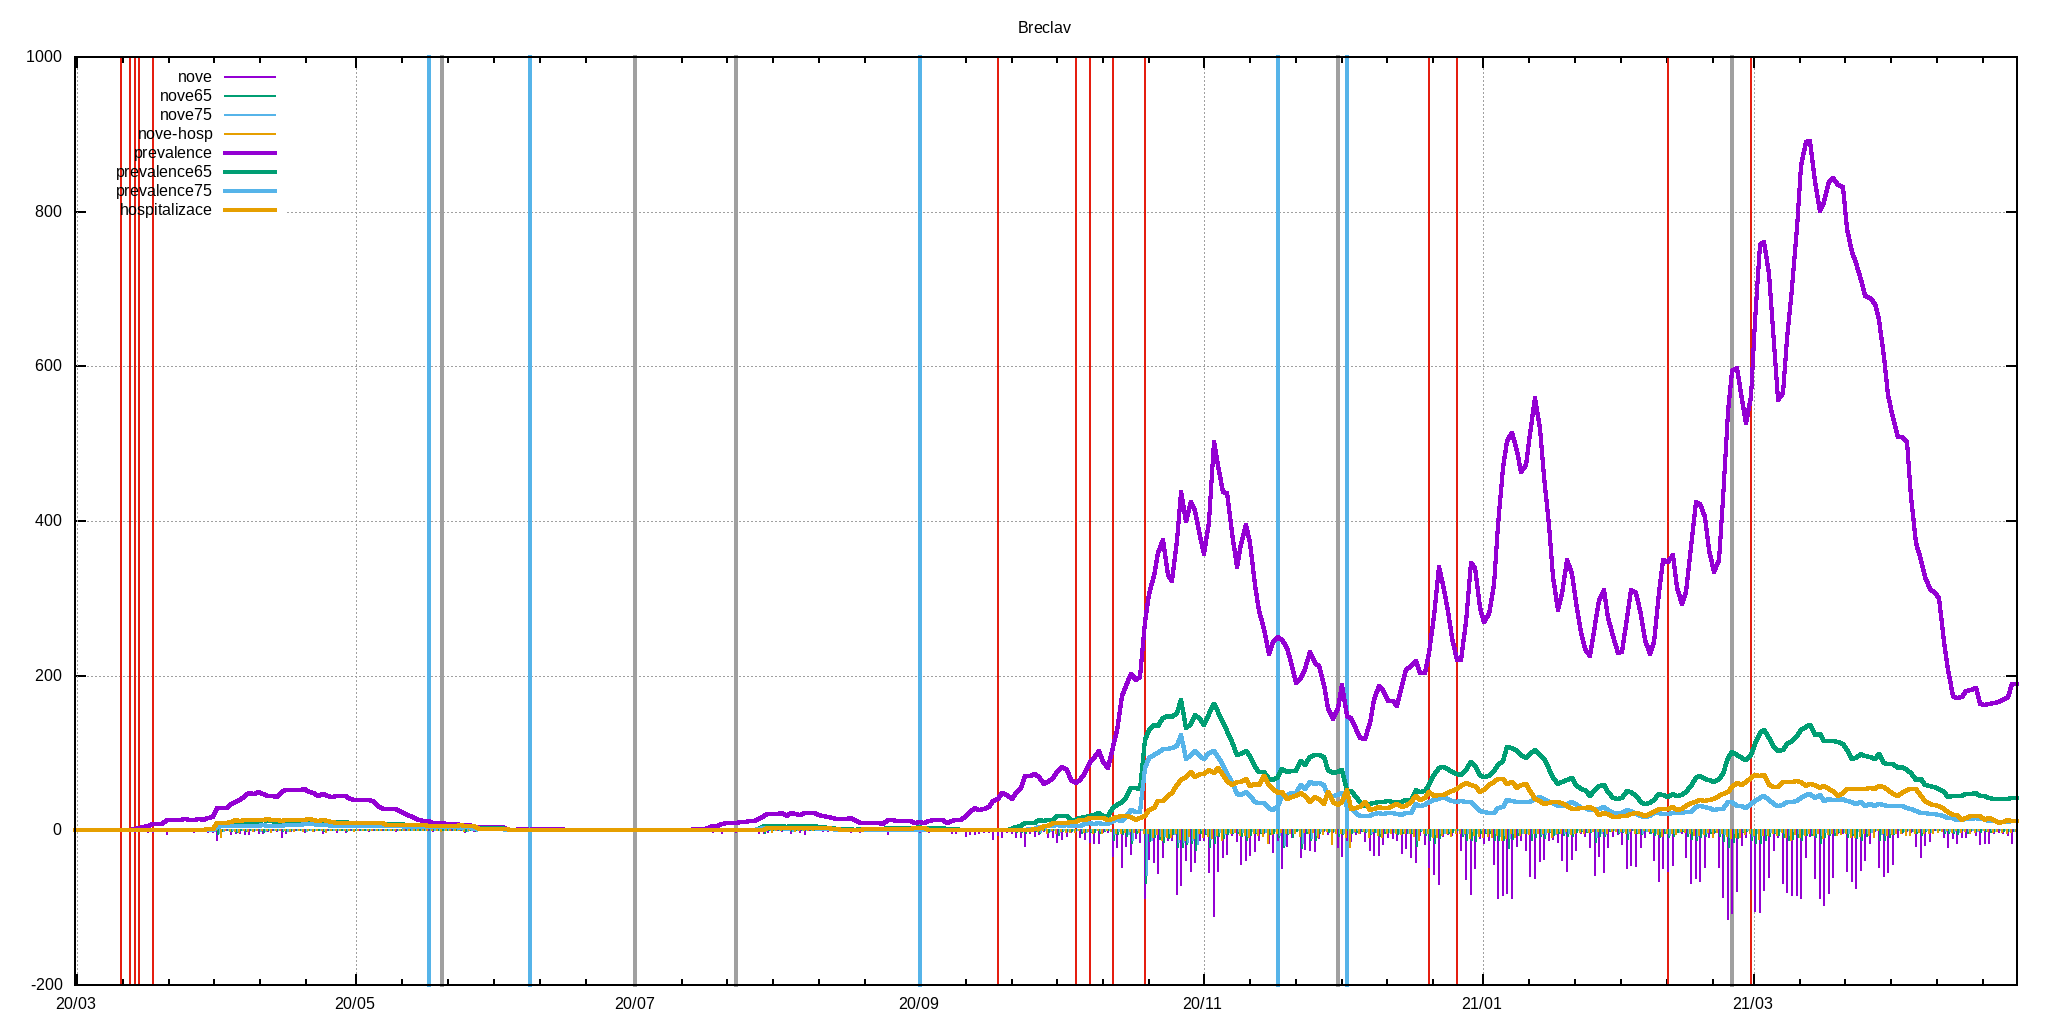 Breclav
1000
800
600
400
200
0
-200
nove
nove65
nove75
nove-hosp
prevalence
prevalence65
prevalence75
hospitalizace
20/03 20/05 20/07 20/09 20/11 21/01 21/03